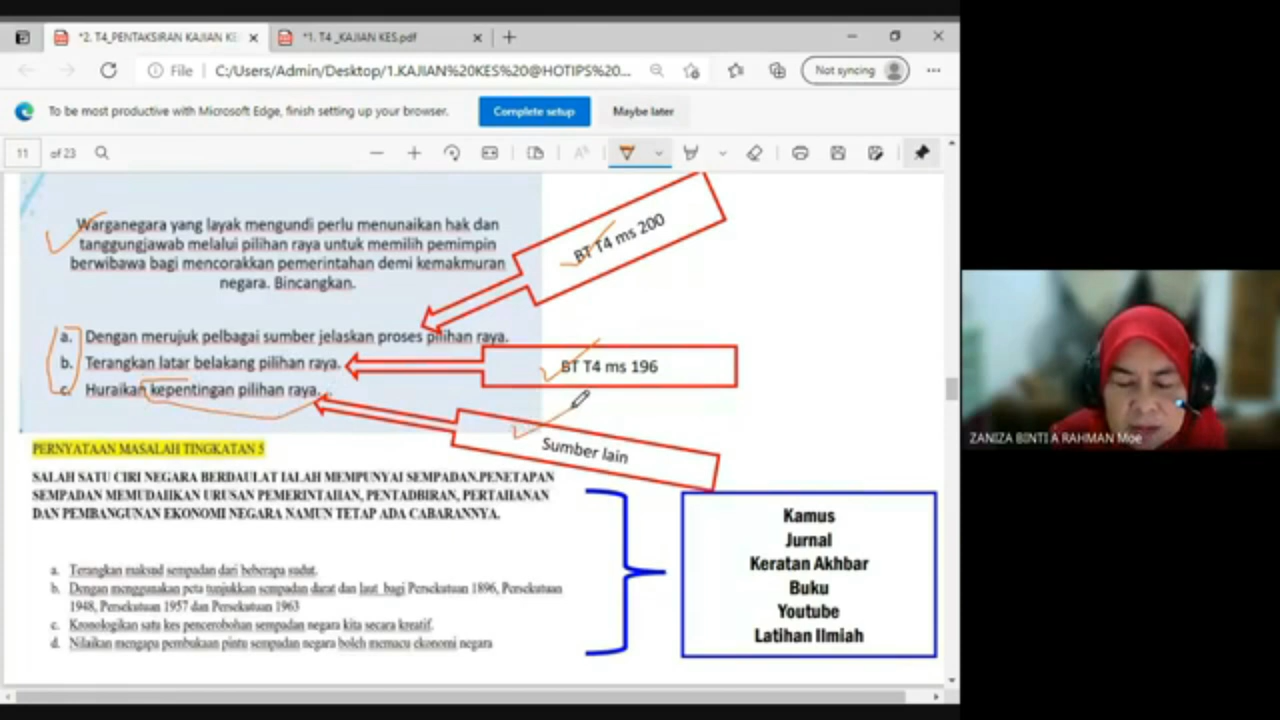 *2. T4_PENTAKSIRAN KAJIAN KE
*1. T4 _KAJIAN KES.pdf
File
C:/Users/Admin/Desktop/1.KAJIAN%20KES%20@HOTIPS%20...
Not syncing
To be most productive with Microsoft Edge, finish setting up your browser.
Complete setup
Maybe later
11 of 23
Warganegara yang layak mengundi perlu menunaikan hak dan
tanggungjawab melalui pilihan raya untuk memilih pemimpin
berwibawa bagi mencorakkan pemerintahan demi kemakmuran
negara. Bincangkan.
BT T4 ms 200
a. Dengan merujuk pelbagai sumber jelaskan proses pilihan raya.
b. Terangkan latar belakang pilihan raya.
BT T4 ms 196
c. Huraikan kepentingan pilihan raya.
Sumber lain
PERNYATAAN MASALAH TINGKATAN 5
SALAH SATU CIRI NEGARA BERDAULAT IALAH MEMPUNYAI SEMPADAN.PENETAPAN
SEMPADAN MEMUDAHKAN URUSAN PEMERINTAHAN, PENTADBIRAN, PERTAHANAN
DAN PEMBANGUNAN EKONOMI NEGARA NAMUN TETAP ADA CABARANNYA.
a. Terangkan maksud sempadan dari beberapa sudut.
b. Dengan menggunakan peta tunjukkan sempadan darat dan laut bagi Persekutuan 1896, Persekutuan
1948, Persekutuan 1957 dan Persekutuan 1963
c. Kronologikan satu kes pencerobohan sempadan negara kita secara kreatif.
d. Nilaikan mengapa pembukaan pintu sempadan negara boleh memacu ekonomi negara
Kamus
Jurnal
Keratan Akhbar
Buku
Youtube
Latihan Ilmiah
ZANIZA BINTI A RAHMAN Moe